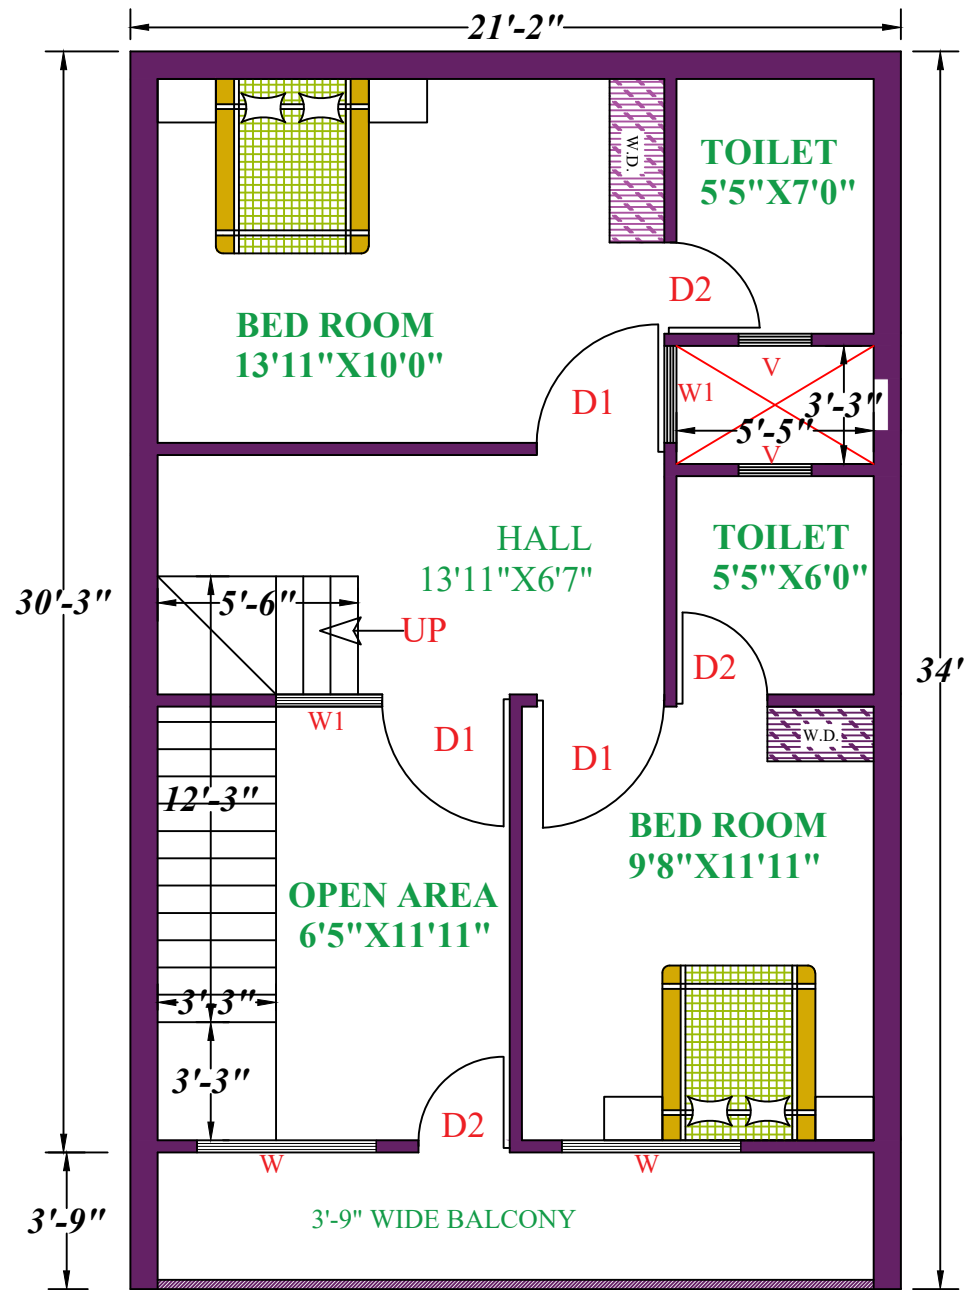 21'-2"
W.D.
TOILET
5'5"X7'0"
D2
BED ROOM
13'11"X10'0"
V
W1
3'-3"
D1
5'-5"
V
HALL
13'11"X6'7"
TOILET
5'5"X6'0"
30'-3"
5'-6"
UP
34'
D2
W1
D1
D1
W.D.
12'-3"
BED ROOM
9'8"X11'11"
OPEN AREA
6'5"X11'11"
3'-3"
3'-3"
D2
W
W
3'-9"
3'-9" WIDE BALCONY